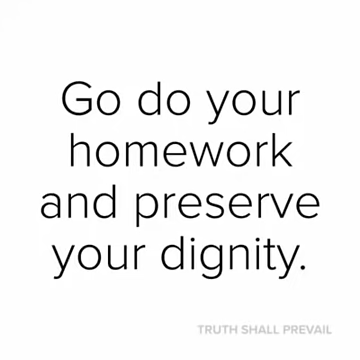 Go do your
homework
and preserve
your dignity.
TRUTH SHALL PREVAIL